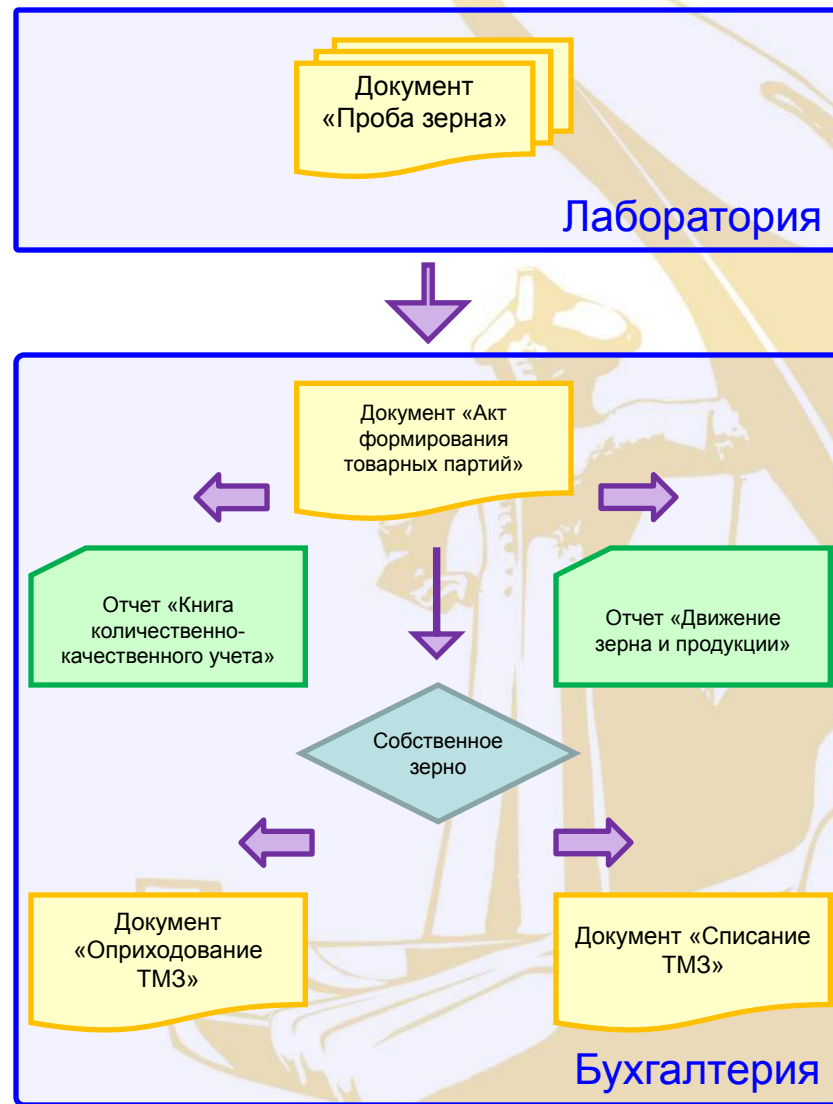 Документ
«Проба зерна»
Лаборатория
Документ «Акт
формирования
товарных партий»
Отчет «Книга
количественно-
качественного учета»
Отчет «Движение
зерна и продукции»
Собственное
зерно
Документ
«Оприходование
ТМЗ»
Документ «Списание
ТМЗ»
Бухгалтерия